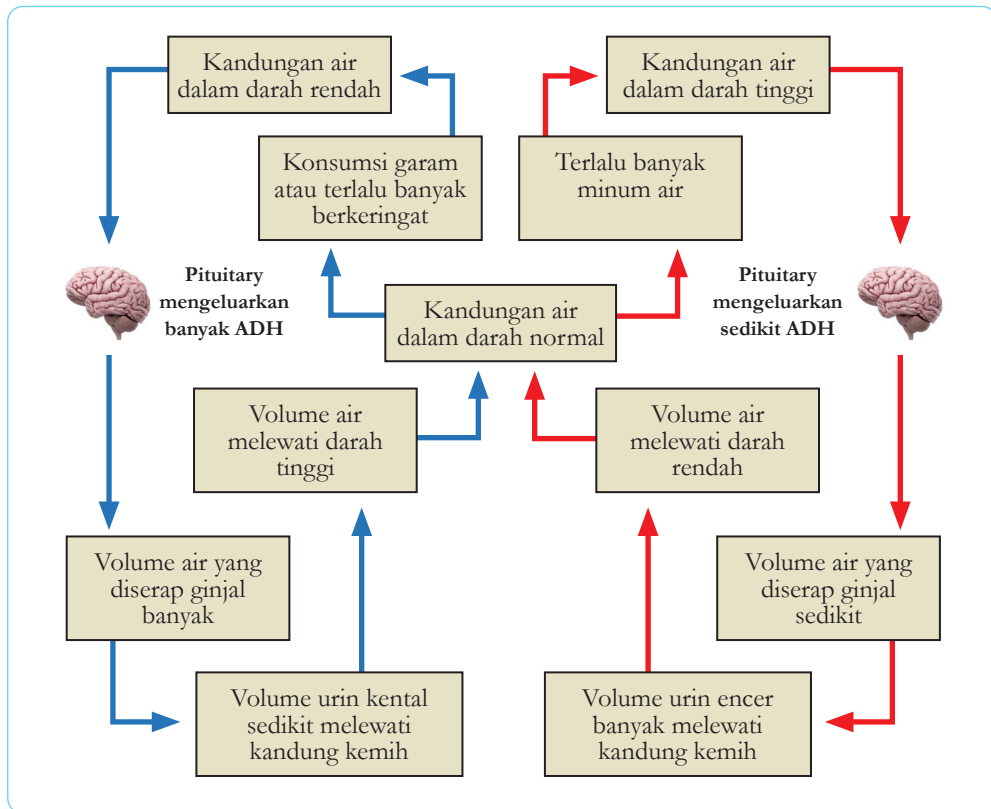 Kandungan air
dalam darah rendah
Kandungan air
dalam darah tinggi
Konsumsi garam
atau terlalu banyak
berkeringat
Terlalu banyak
minum air
Pituitary
mengeluarkan
banyak ADH
Kandungan air
dalam darah normal
Pituitary
mengeluarkan
sedikit ADH
Volume air
melewati darah
tinggi
Volume air
melewati darah
rendah
Volume air yang
diserap ginjal
banyak
Volume air yang
diserap ginjal
sedikit
Volume urin kental
sedikit melewati
kandung kemih
Volume urin encer
banyak melewati
kandung kemih